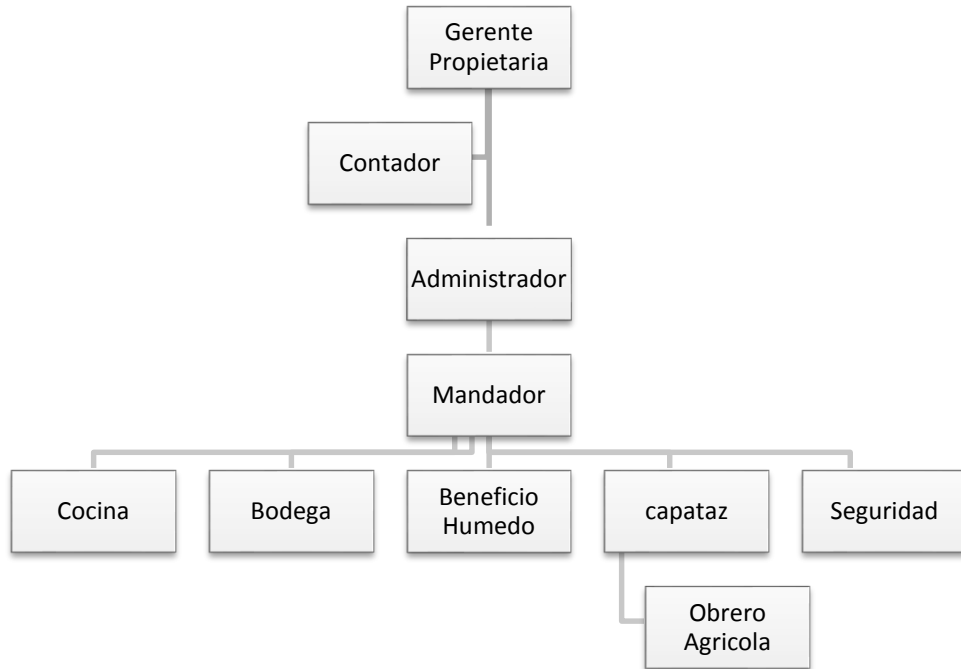 Gerente
Propietaria
Contador
Administrador
Mandador
Cocina
Bodega
Beneficio
Humedo
capataz
Seguridad
Obrero
Agricola